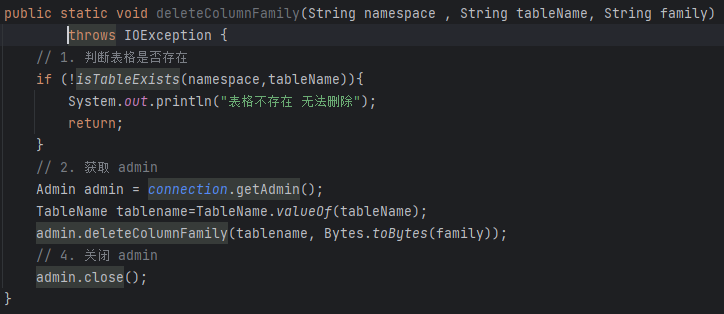 public static void deleteColumnFamily(String namespace , String tableName, String family)
throws IOException {
// 1. 判断表格是否存在
if (!isTableExists(namespace,tableName)){
System.out.println("表格不存在 无法删除");
return;
}
// 2. 获取 admin
Admin admin = connection.getAdmin();
TableName tablename=TableName.valueOf(tableName);
admin.deleteColumnFamily(tablename, Bytes.toBytes(family));
// 4. 关闭 admin
admin.close();
}